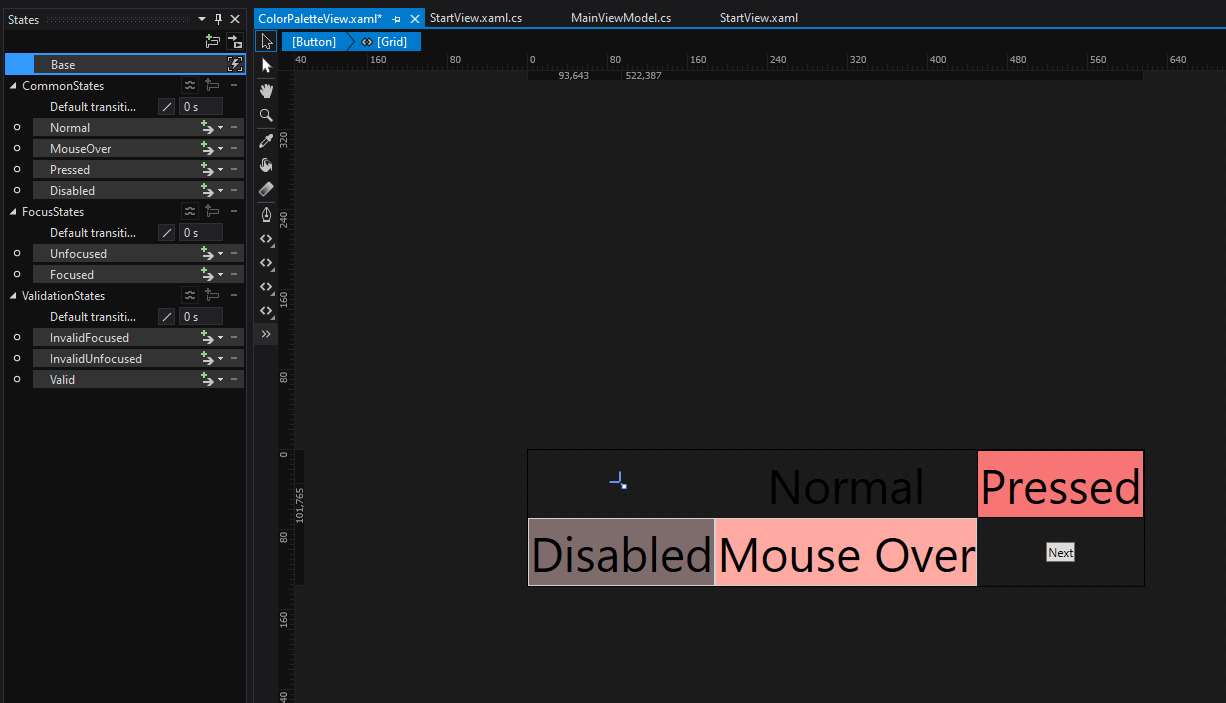 States
ColorPaletteView.xaml*
StartView.xaml.cs
MainViewModel.cs
StartView.xaml
[Button]
[Grid]
Base
CommonStates
Default transiti...
0 s
Normal
MouseOver
Pressed
Disabled
FocusStates
Default transiti...
0 s
Unfocused
Focused
ValidationStates
Default transiti...
0 s
InvalidFocused
InvalidUnfocused
Valid
40 160 80 0 80 160 240 320 400 480 560 640
93,643 522,387
320
240
160
80
0
101,765
80
160
40
Normal
Pressed
Disabled
Mouse Over
Next